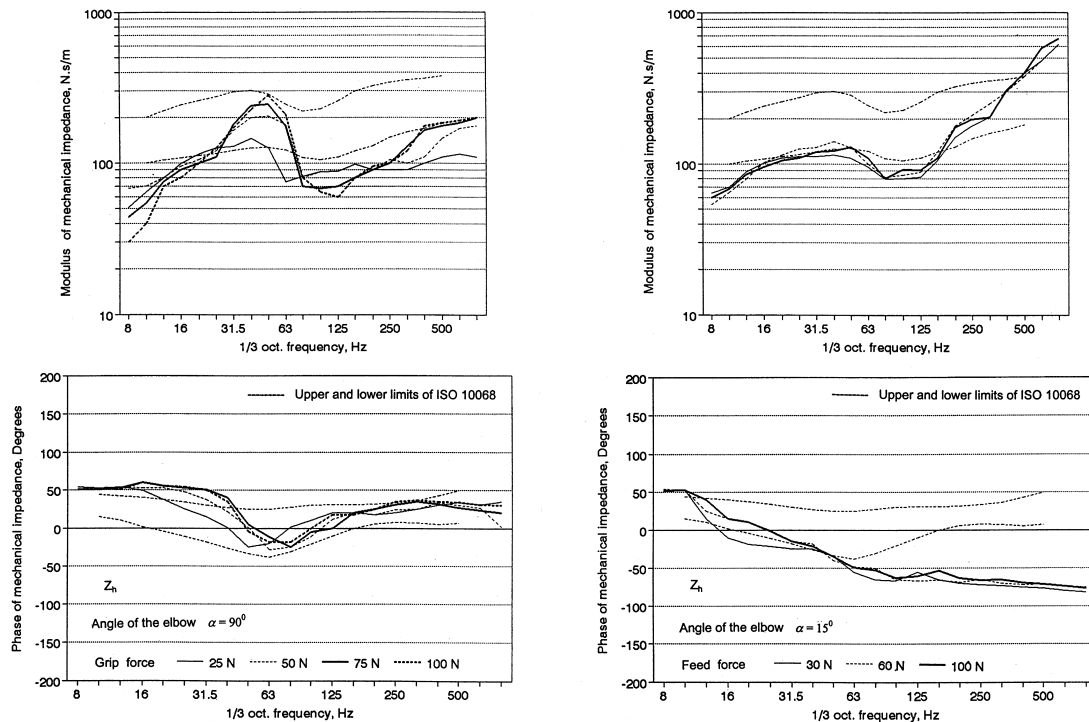 1000
Modulus of mechanical impedance, N.s/m
100
10
8 16 31.5 63 125 250 500
1/3 oct. frequency, Hz
1000
Modulus of mechanical impedance, N.s/m
100
10
8 16 31.5 63 125 250 500
1/3 oct. frequency, Hz
200
Upper and lower limits of ISO 10068
150
100
50
0
-50
-100
-150
-200
Phase of mechanical impedance, Degrees
Zh
Angle of the elbow α = 90⁰
Grip force 25 N 50 N 75 N 100 N
8 16 31.5 63 125 250 500
1/3 oct. frequency, Hz
200
Upper and lower limits of ISO 10068
150
100
50
0
-50
-100
-150
-200
Phase of mechanical impedance, Degrees
Zh
Angle of the elbow α = 15⁰
Feed force 30 N 60 N 100 N
8 16 31.5 63 125 250 500
1/3 oct. frequency, Hz